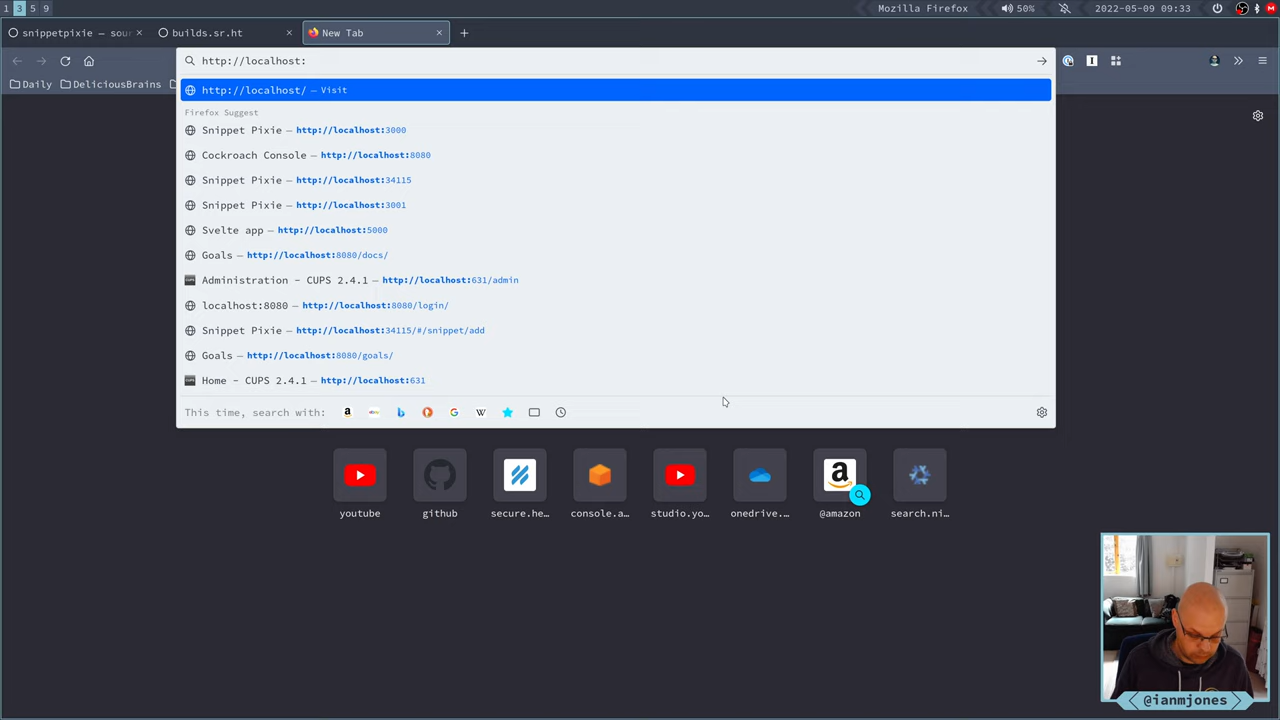 1 3 5 9
Mozilla Firefox 50% 2022-05-09 09:33
snippetpixie — sou builds.sr.ht New Tab
http://localhost:
Daily DeliciousBrains
http://localhost/ — Visit
Firefox Suggest
Snippet Pixie — http://localhost:3000
Cockroach Console — http://localhost:8080
Snippet Pixie — http://localhost:34115
Snippet Pixie — http://localhost:3001
Svelte app — http://localhost:5000
Goals — http://localhost:8080/docs/
Administration - CUPS 2.4.1 — http://localhost:631/admin
localhost:8080 — http://localhost:8080/login/
Snippet Pixie — http://localhost:34115/#/snippet/add
Goals — http://localhost:8080/goals/
Home - CUPS 2.4.1 — http://localhost:631
This time, search with:
youtube github secure.he... console.a... studio.yo... onedrive.... @amazon search.ni...
@ianmjones